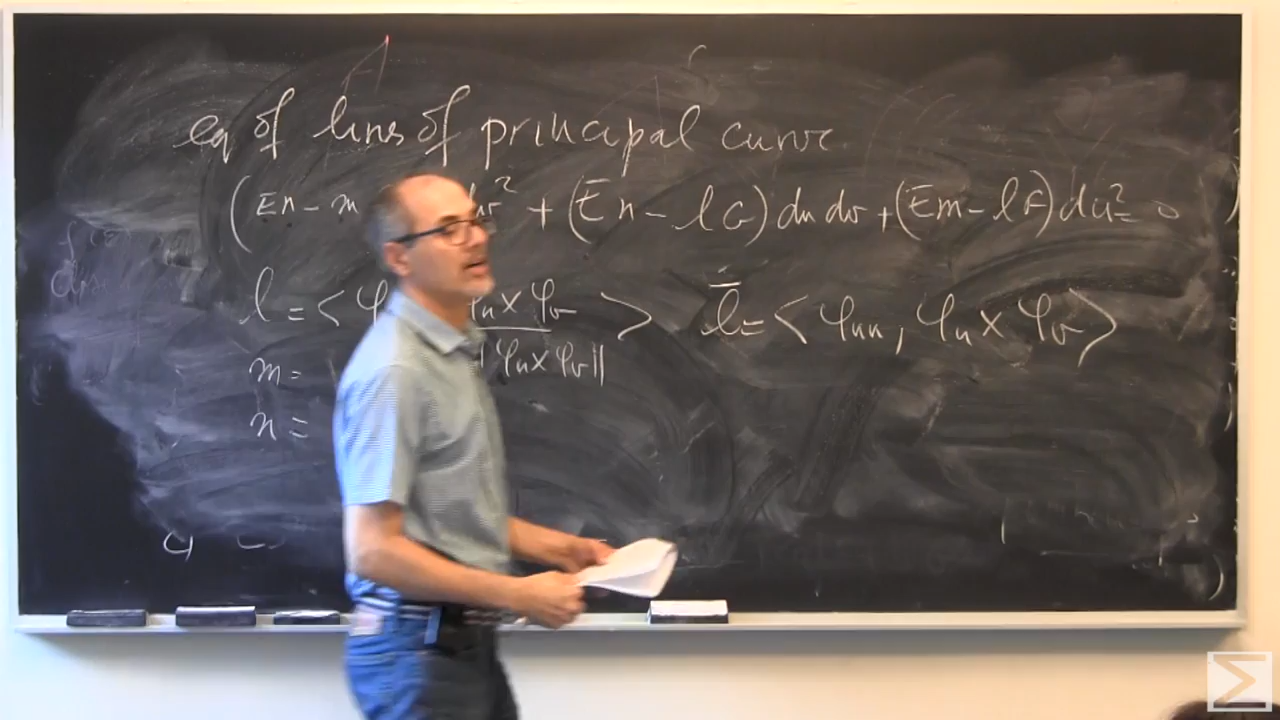 eq of lines of principal curv.
(En - m dv² + (En - lG) du dv + (Em - lF) du² = 0
l = < φ φu × φv > l̄ = < φuu, φu × φv >
m = ‖φu × φv‖
n =